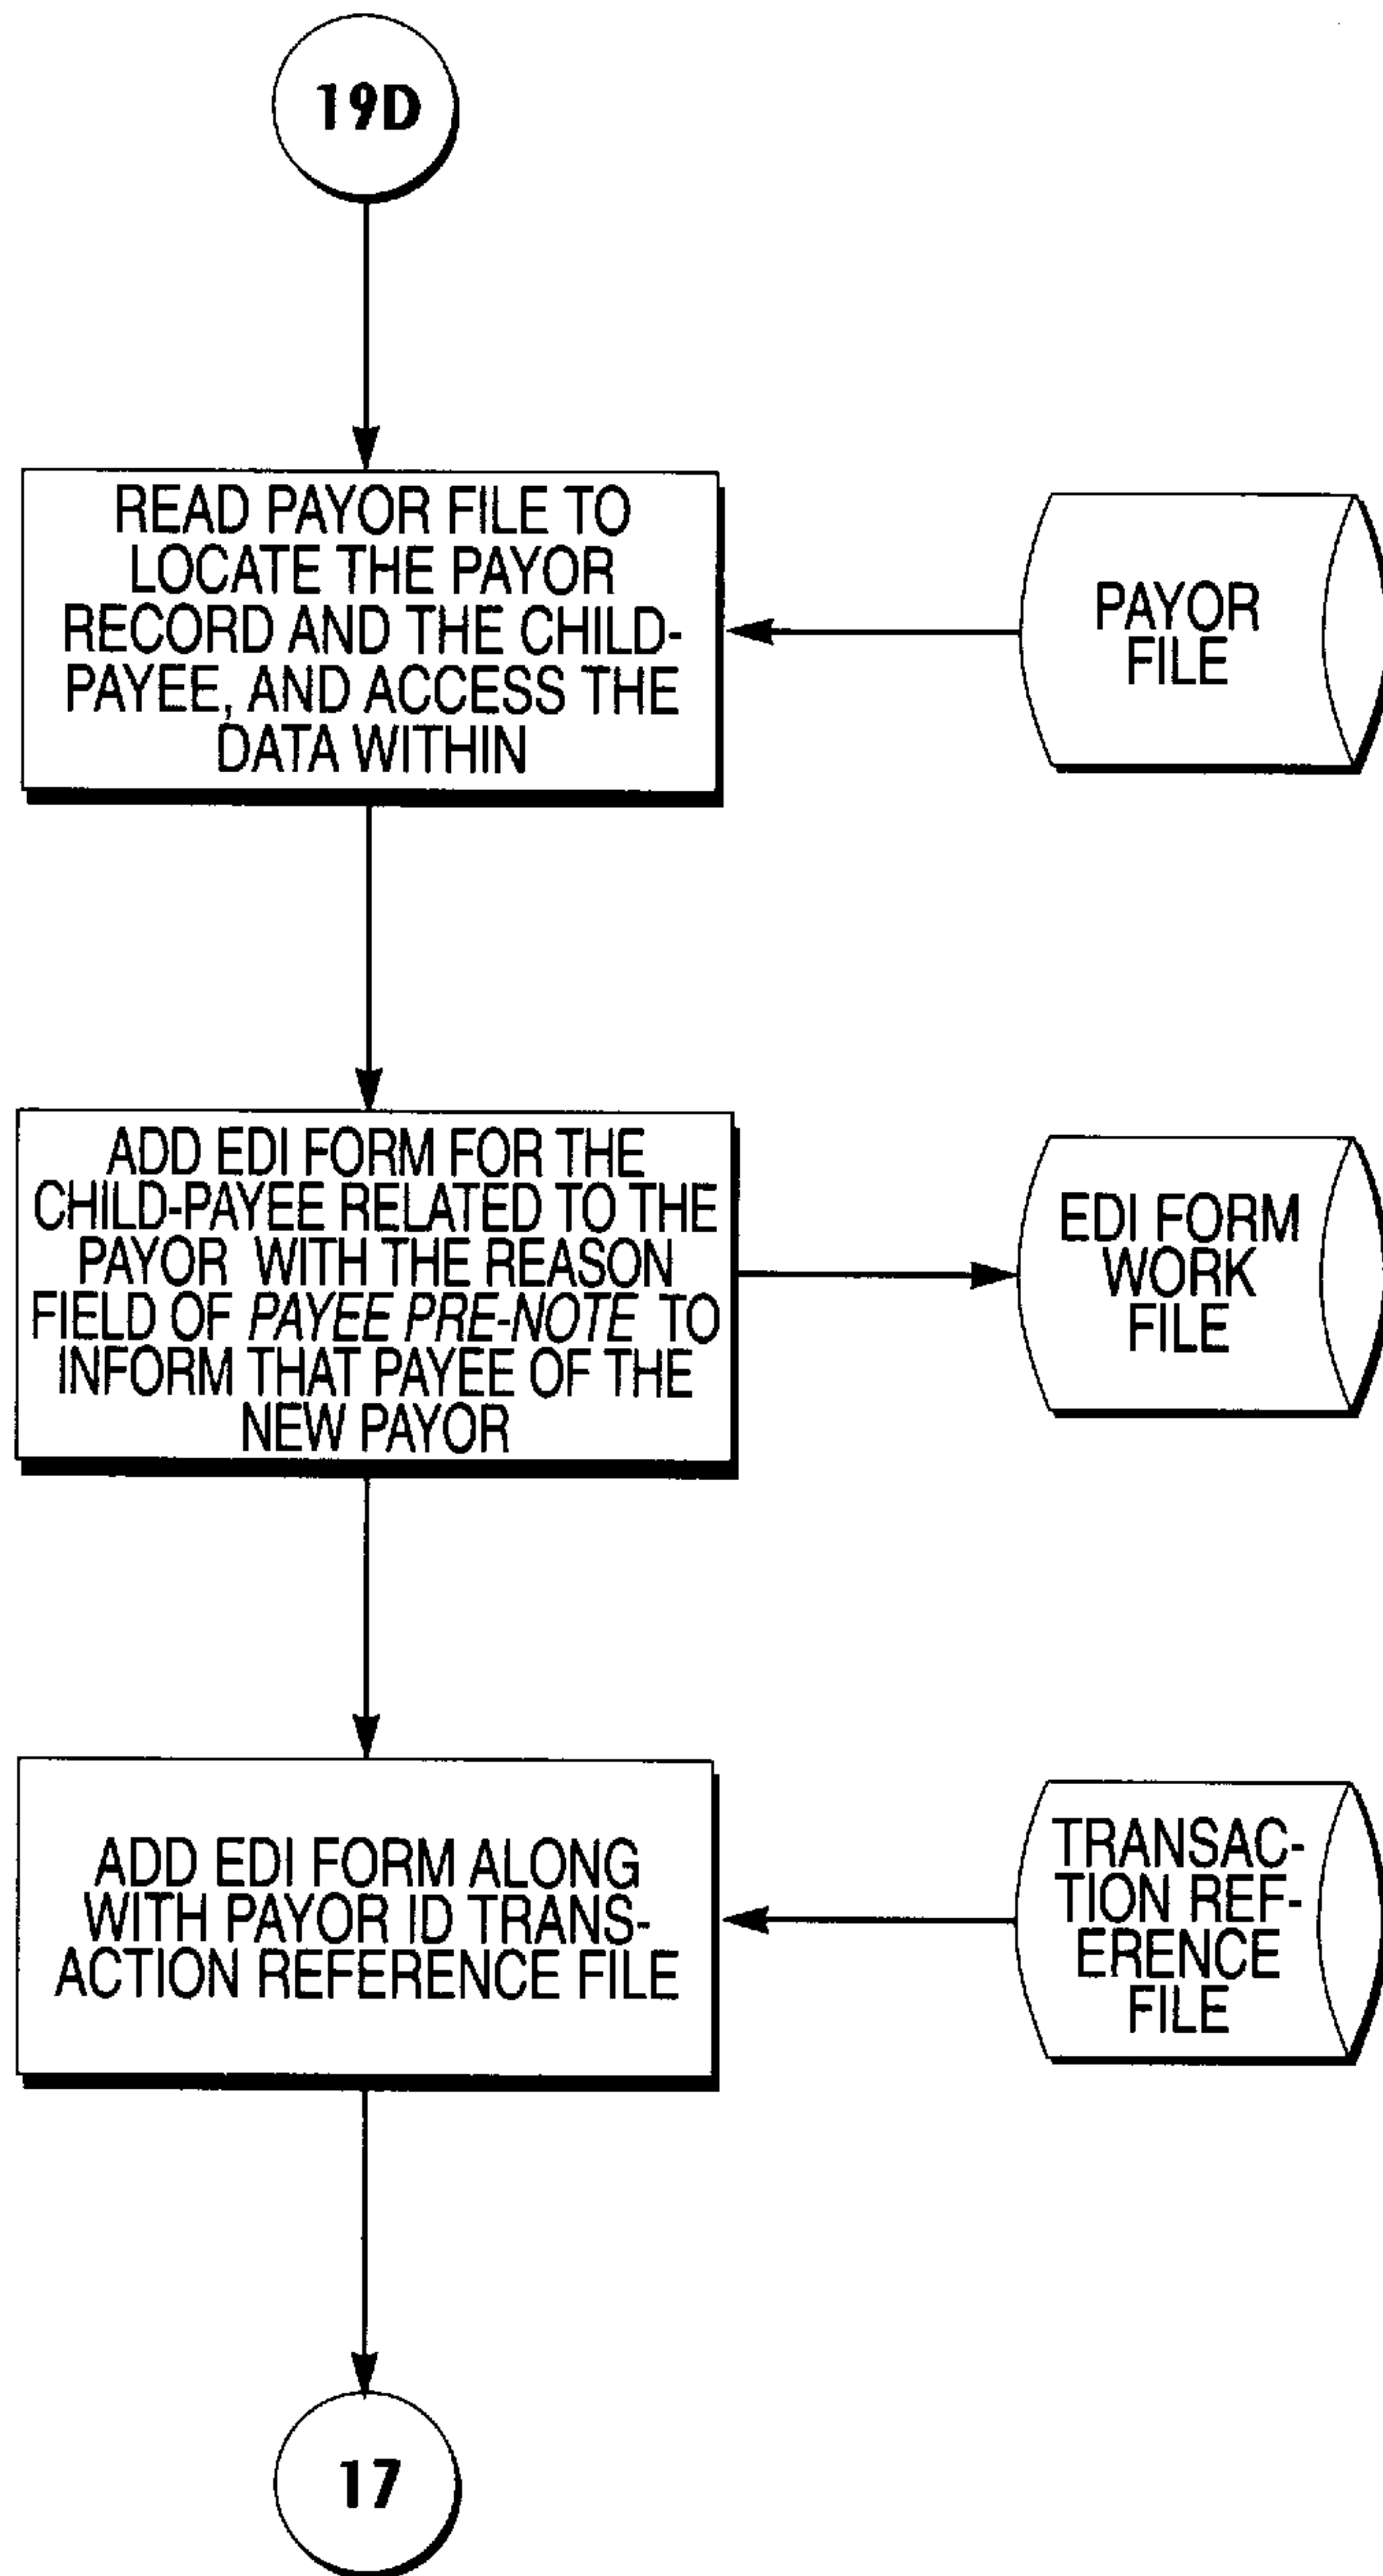 19D
READ PAYOR FILE TO
LOCATE THE PAYOR
RECORD AND THE CHILD-
PAYEE, AND ACCESS THE
DATA WITHIN
PAYOR
FILE
ADD EDI FORM FOR THE
CHILD-PAYEE RELATED TO THE
PAYOR WITH THE REASON
FIELD OF PAYEE PRE-NOTE TO
INFORM THAT PAYEE OF THE
NEW PAYOR
EDI FORM
WORK
FILE
ADD EDI FORM ALONG
WITH PAYOR ID TRANS-
ACTION REFERENCE FILE
TRANSAC-
TION REF-
ERENCE
FILE
17